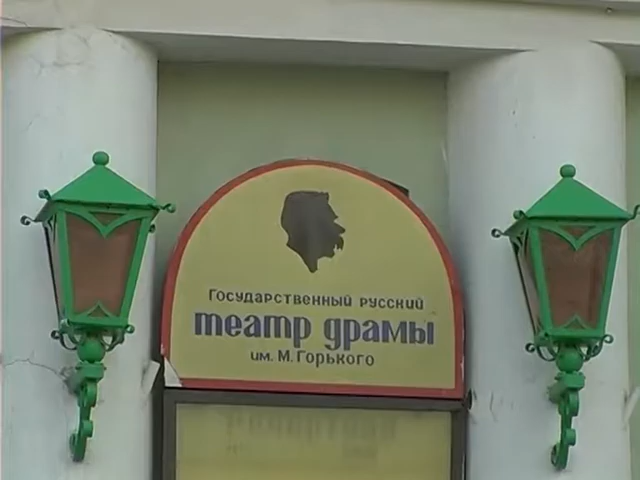 Государственный русский
театр драмы
им. М. Горького